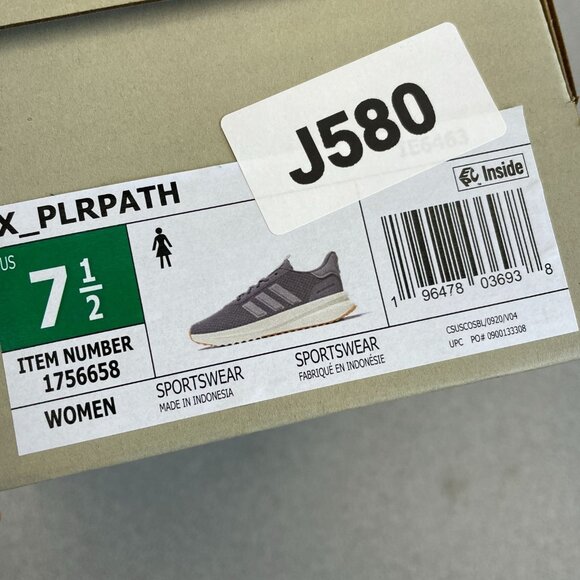 J580
IE6463
X_PLRPATH
Inside
US
7 1/2
1 96478 03693 8
ITEM NUMBER
1756658
SPORTSWEAR
MADE IN INDONESIA
SPORTSWEAR
FABRIQUÉ EN INDONÉSIE
CSUSCOSBL/0920/V04
UPC PO# 0900133308
WOMEN